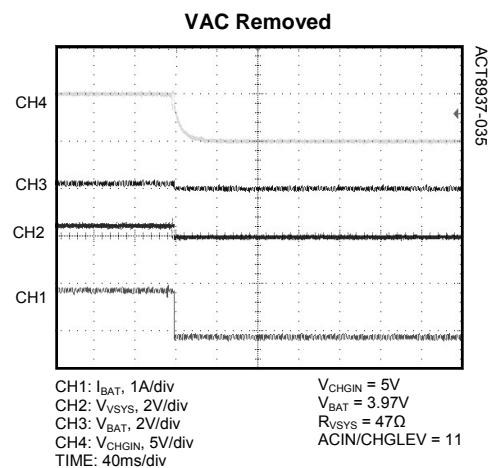 VAC Removed
ACT8937-035
CH4
CH3
CH2
CH1
CH1: IBAT, 1A/div
CH2: VVSYS, 2V/div
CH3: VBAT, 2V/div
CH4: VCHGIN, 5V/div
TIME: 40ms/div
VCHGIN = 5V
VBAT = 3.97V
RVSYS = 47Ω
ACIN/CHGLEV = 11